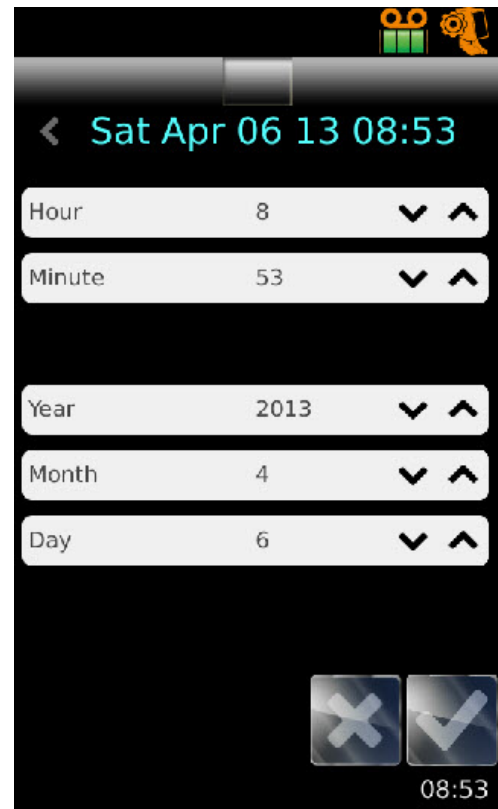 Sat Apr 06 13 08:53
Hour 8
Minute 53
Year 2013
Month 4
Day 6
08:53